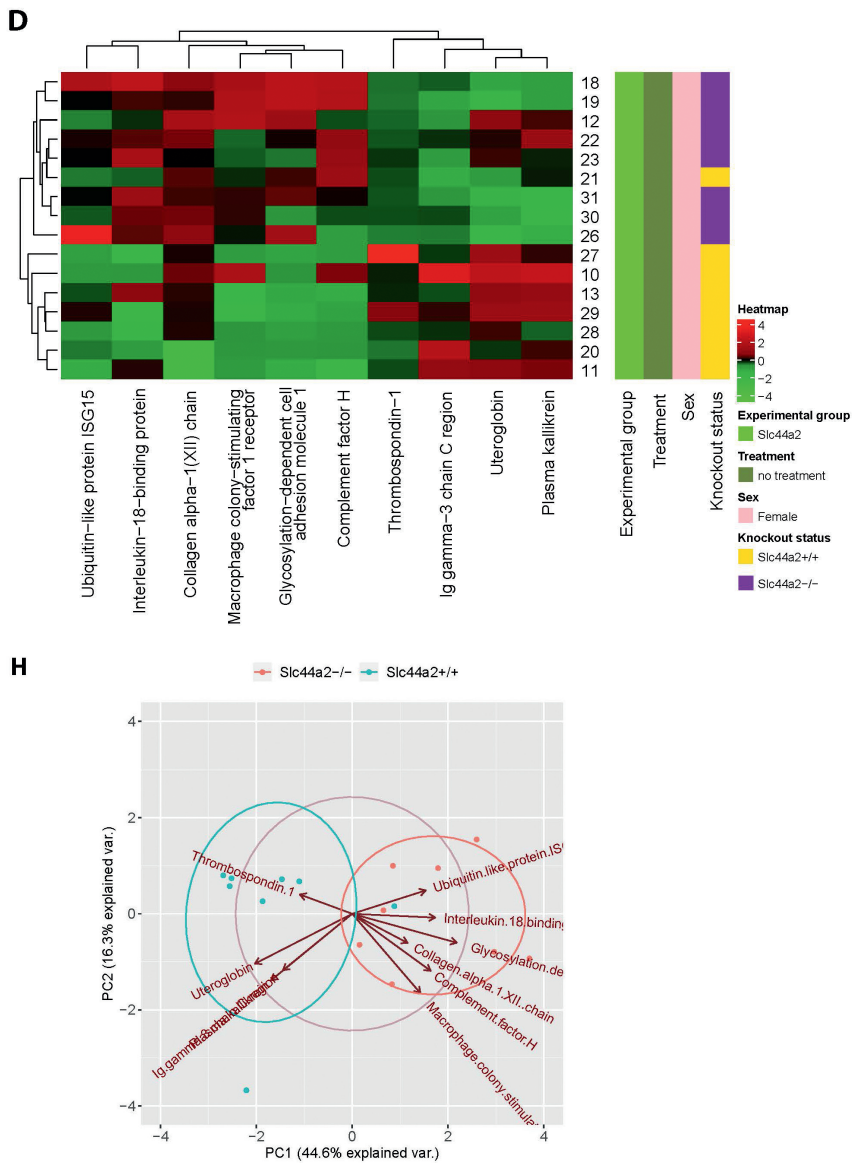 D
18
19
12
22
23
21
31
30
26
27
10
13
29
28
20
11
Ubiquitin−like protein ISG15
Interleukin−18−binding protein
Collagen alpha−1(XII) chain
Macrophage colony−stimulating
factor 1 receptor
Glycosylation−dependent cell
adhesion molecule 1
Complement factor H
Thrombospondin−1
Ig gamma−3 chain C region
Uteroglobin
Plasma kallikrein
Experimental group
Treatment
Sex
Knockout status
Heatmap
4
2
0
−2
−4
Experimental group
Slc44a2
Treatment
no treatment
Sex
Female
Knockout status
Slc44a2+/+
Slc44a2−/−
H
Slc44a2−/−
Slc44a2+/+
PC2 (16.3% explained var.)
4
2
0
−2
−4
Thrombospondin.1
Ubiquitin.like.protein.IS
Interleukin.18.binding
Glycosylation.de
Collagen.alpha.1.XII..chain
Complement.factor.H
Macrophage.colony.stimula
Uteroglobin
Ig.gamma
−4
−2
0
2
4
PC1 (44.6% explained var.)